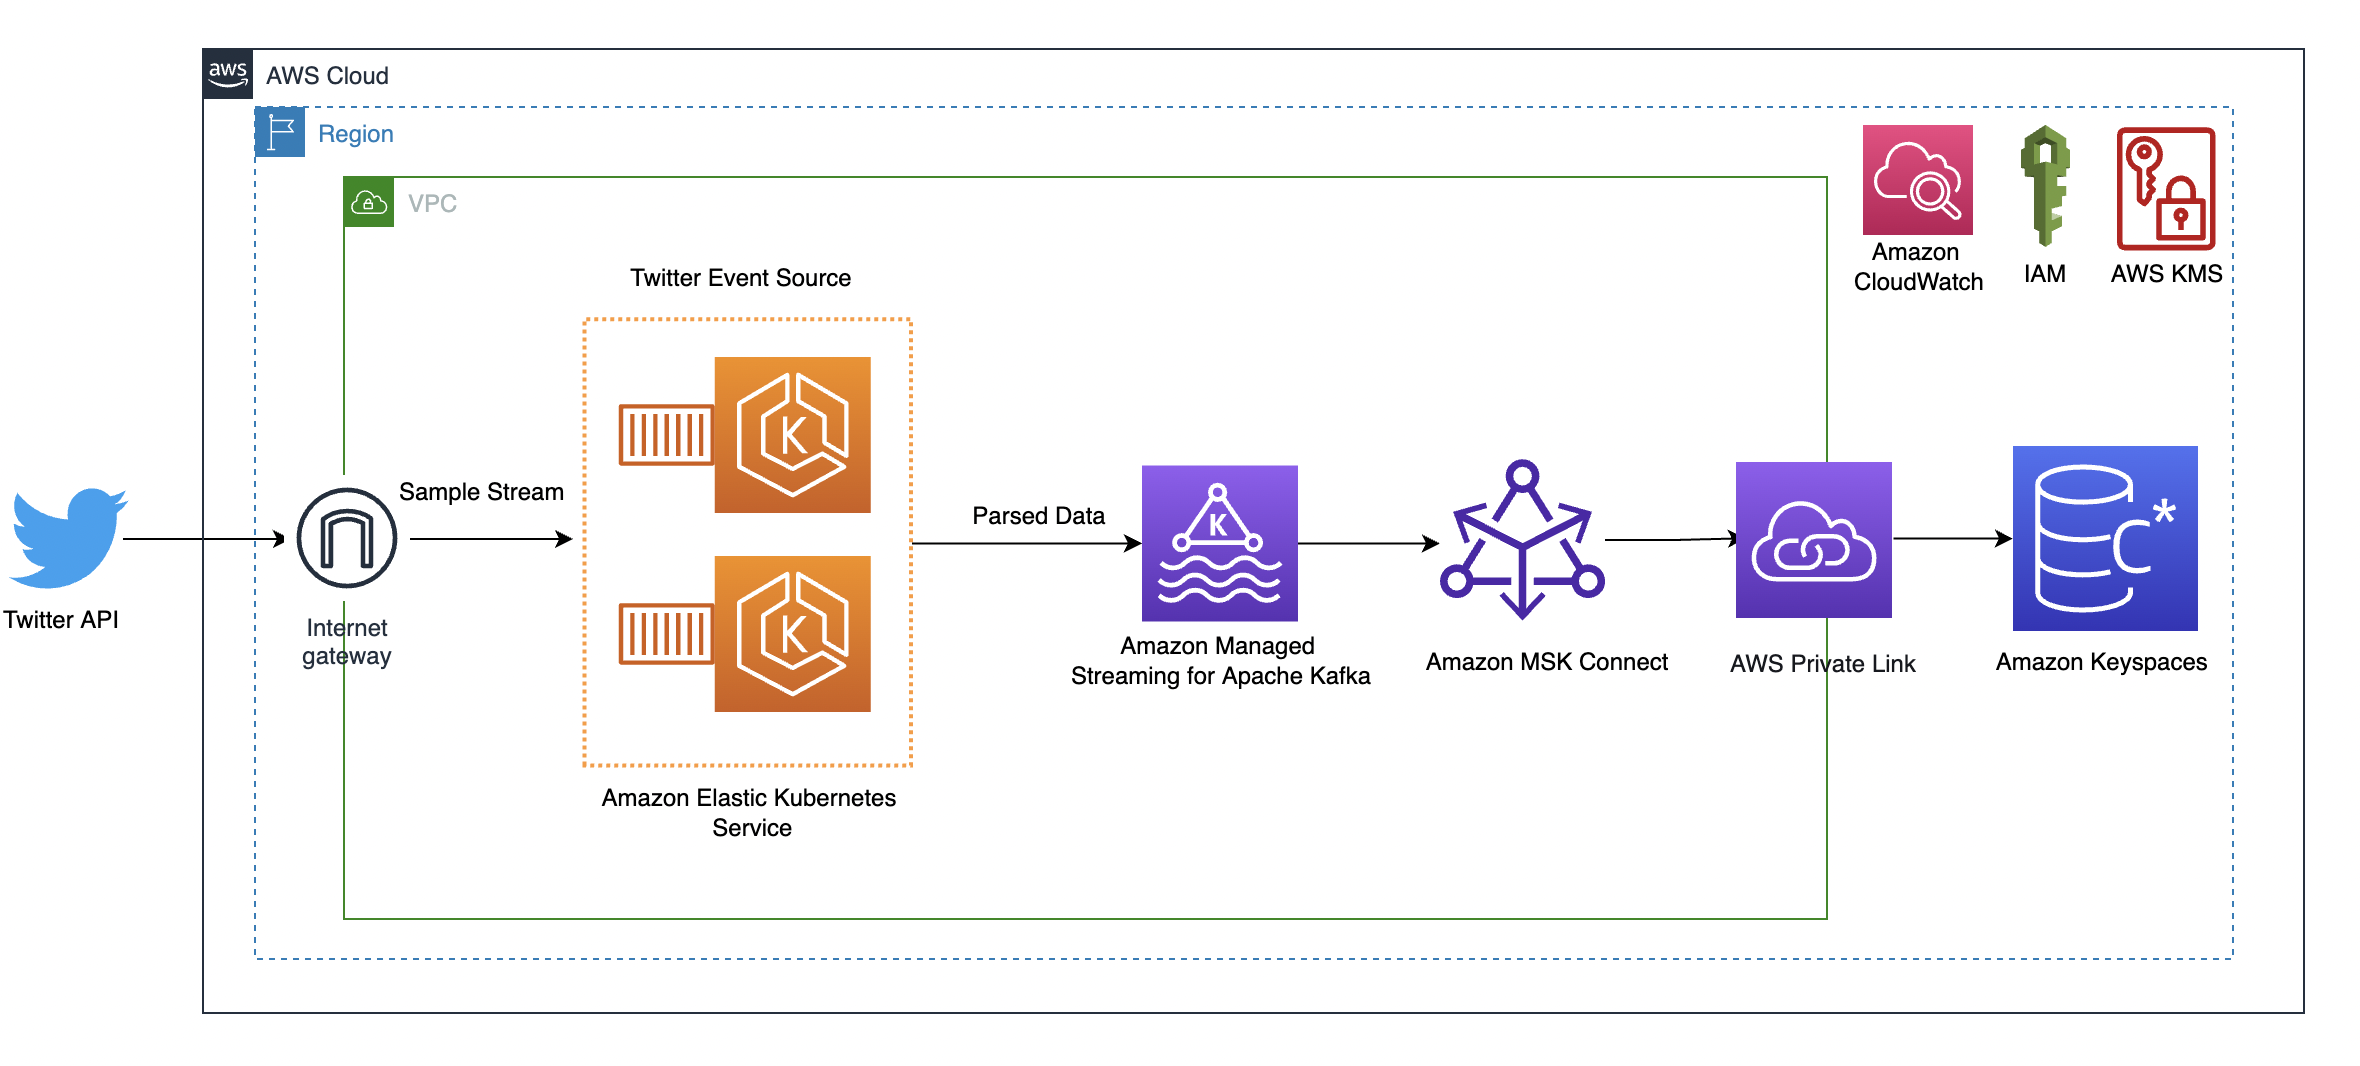 aws
AWS Cloud
Region
VPC
Amazon
CloudWatch
IAM
AWS KMS
Twitter Event Source
K
K
Sample Stream
Parsed Data
K
C*
Twitter API
Internet
gateway
Amazon Managed
Streaming for Apache Kafka
Amazon MSK Connect
AWS Private Link
Amazon Keyspaces
Amazon Elastic Kubernetes
Service